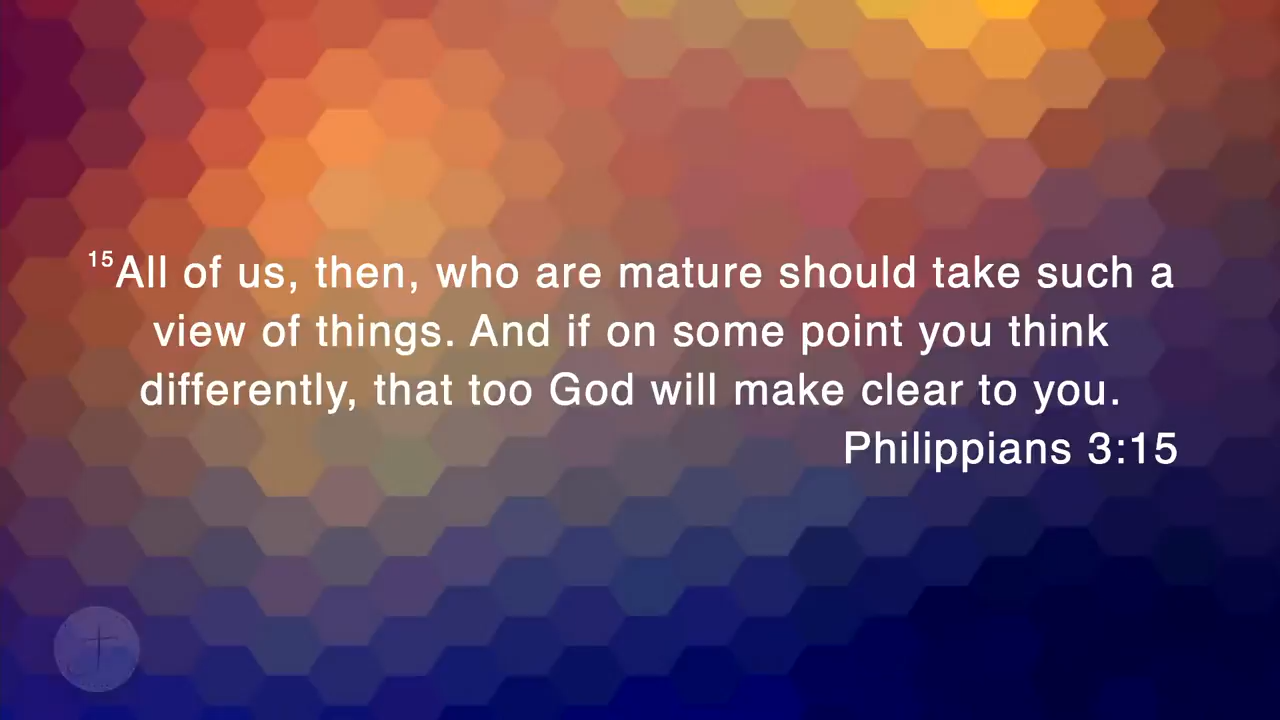 ¹⁵All of us, then, who are mature should take such a
view of things. And if on some point you think
differently, that too God will make clear to you.
Philippians 3:15